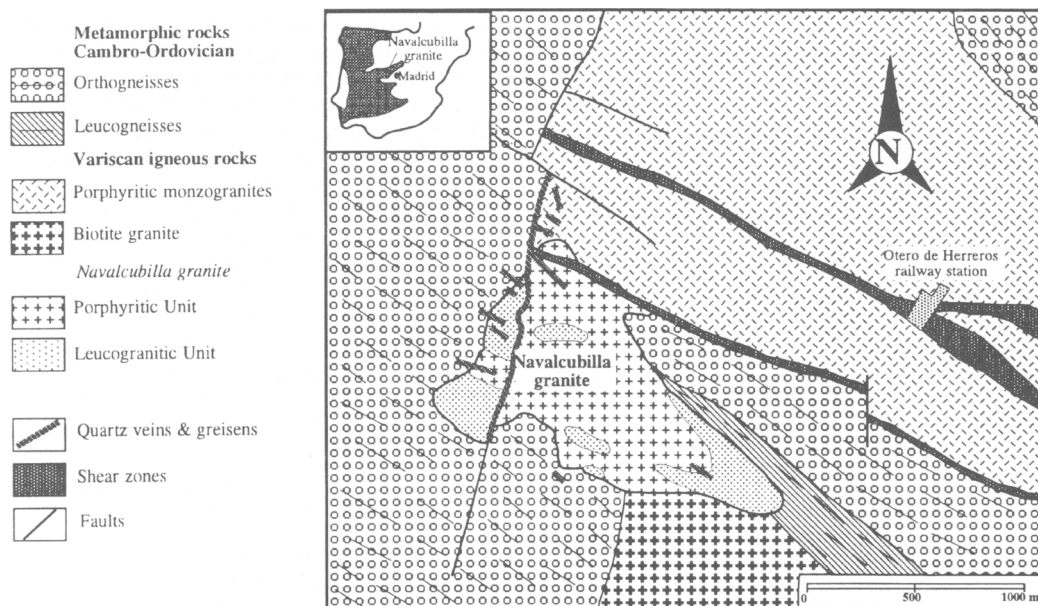 Metamorphic rocks
Cambro-Ordovician
Orthogneisses
Leucogneisses
Variscan igneous rocks
Porphyritic monzogranites
Biotite granite
Navalcubilla granite
Porphyritic Unit
Leucogranitic Unit
Quartz veins & greisens
Shear zones
Faults
Navalcubilla
granite
Madrid
N
Otero de Herreros
railway station
Navalcubilla
granite
0 500 1000 m